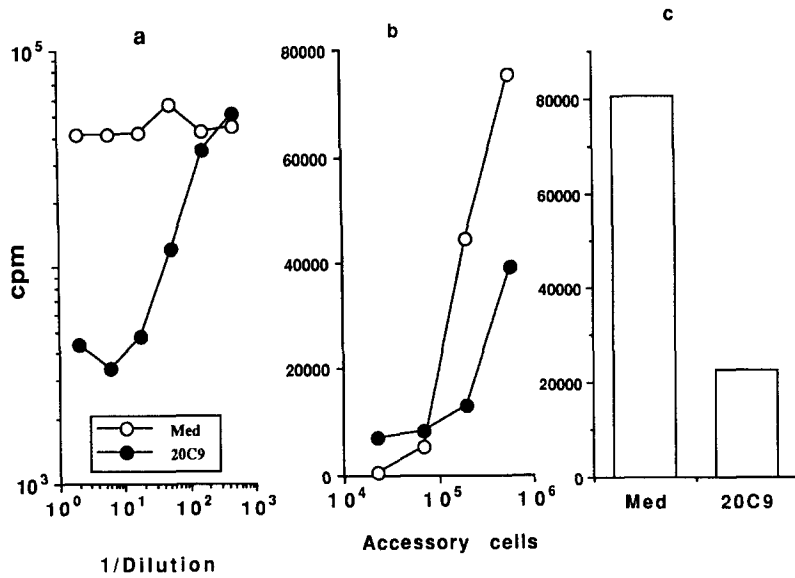 a
b
c
cpm
10^5
10^3
Med
20C9
10^0 10^1 10^2 10^3
1/Dilution
80000
60000
40000
20000
0
10^4 10^5 10^6
Accessory cells
80000
60000
40000
20000
0
Med 20C9